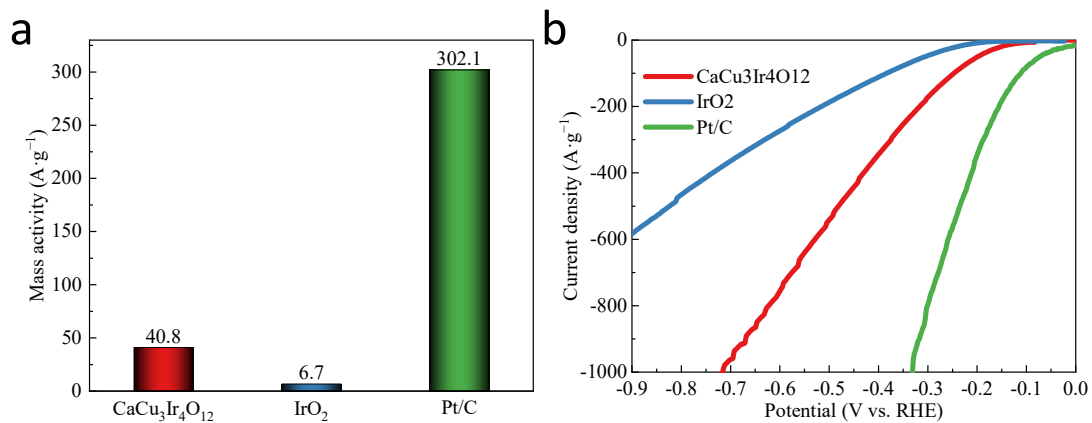 a
Mass activity (A·g⁻¹)
300
250
200
150
100
50
0
40.8
6.7
302.1
CaCu₃Ir₄O₁₂
IrO₂
Pt/C
b
Current density (A·g⁻¹)
0
-200
-400
-600
-800
-1000
CaCu3Ir4O12
IrO2
Pt/C
-0.9 -0.8 -0.7 -0.6 -0.5 -0.4 -0.3 -0.2 -0.1 0.0
Potential (V vs. RHE)